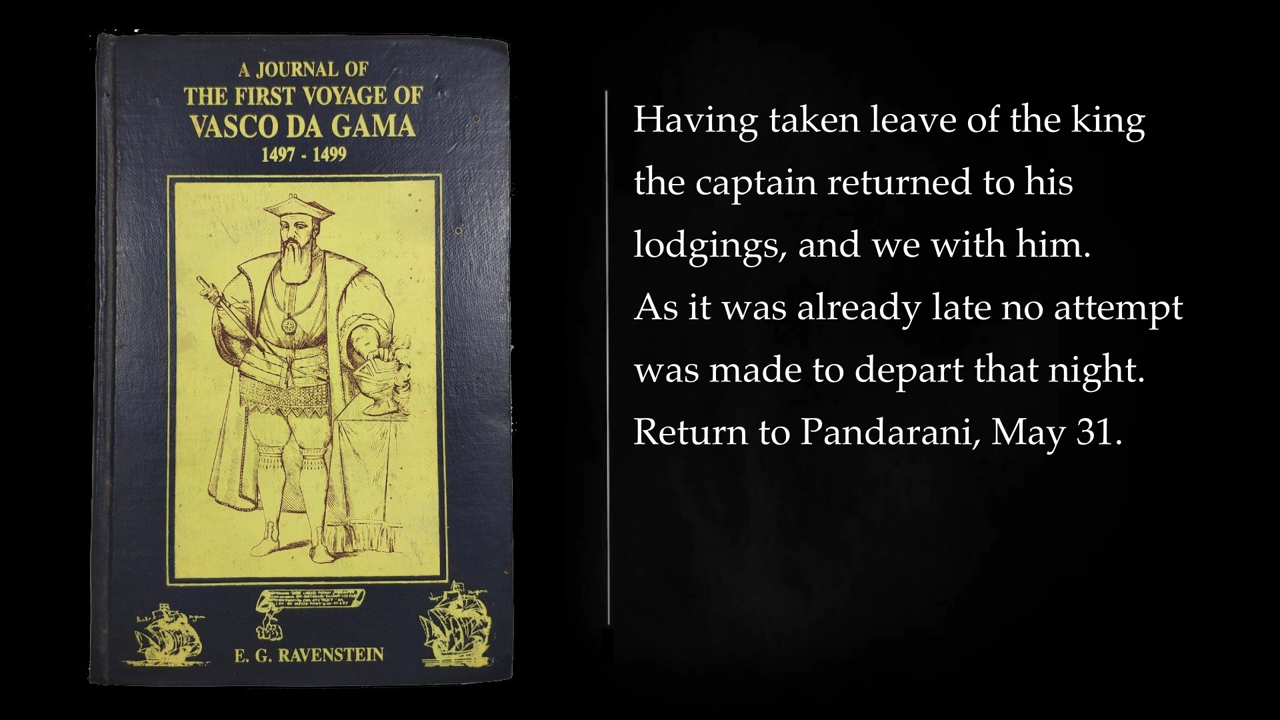 A JOURNAL OF
THE FIRST VOYAGE OF
VASCO DA GAMA
1497 - 1499
E. G. RAVENSTEIN
Having taken leave of the king
the captain returned to his
lodgings, and we with him.
As it was already late no attempt
was made to depart that night.
Return to Pandarani, May 31.